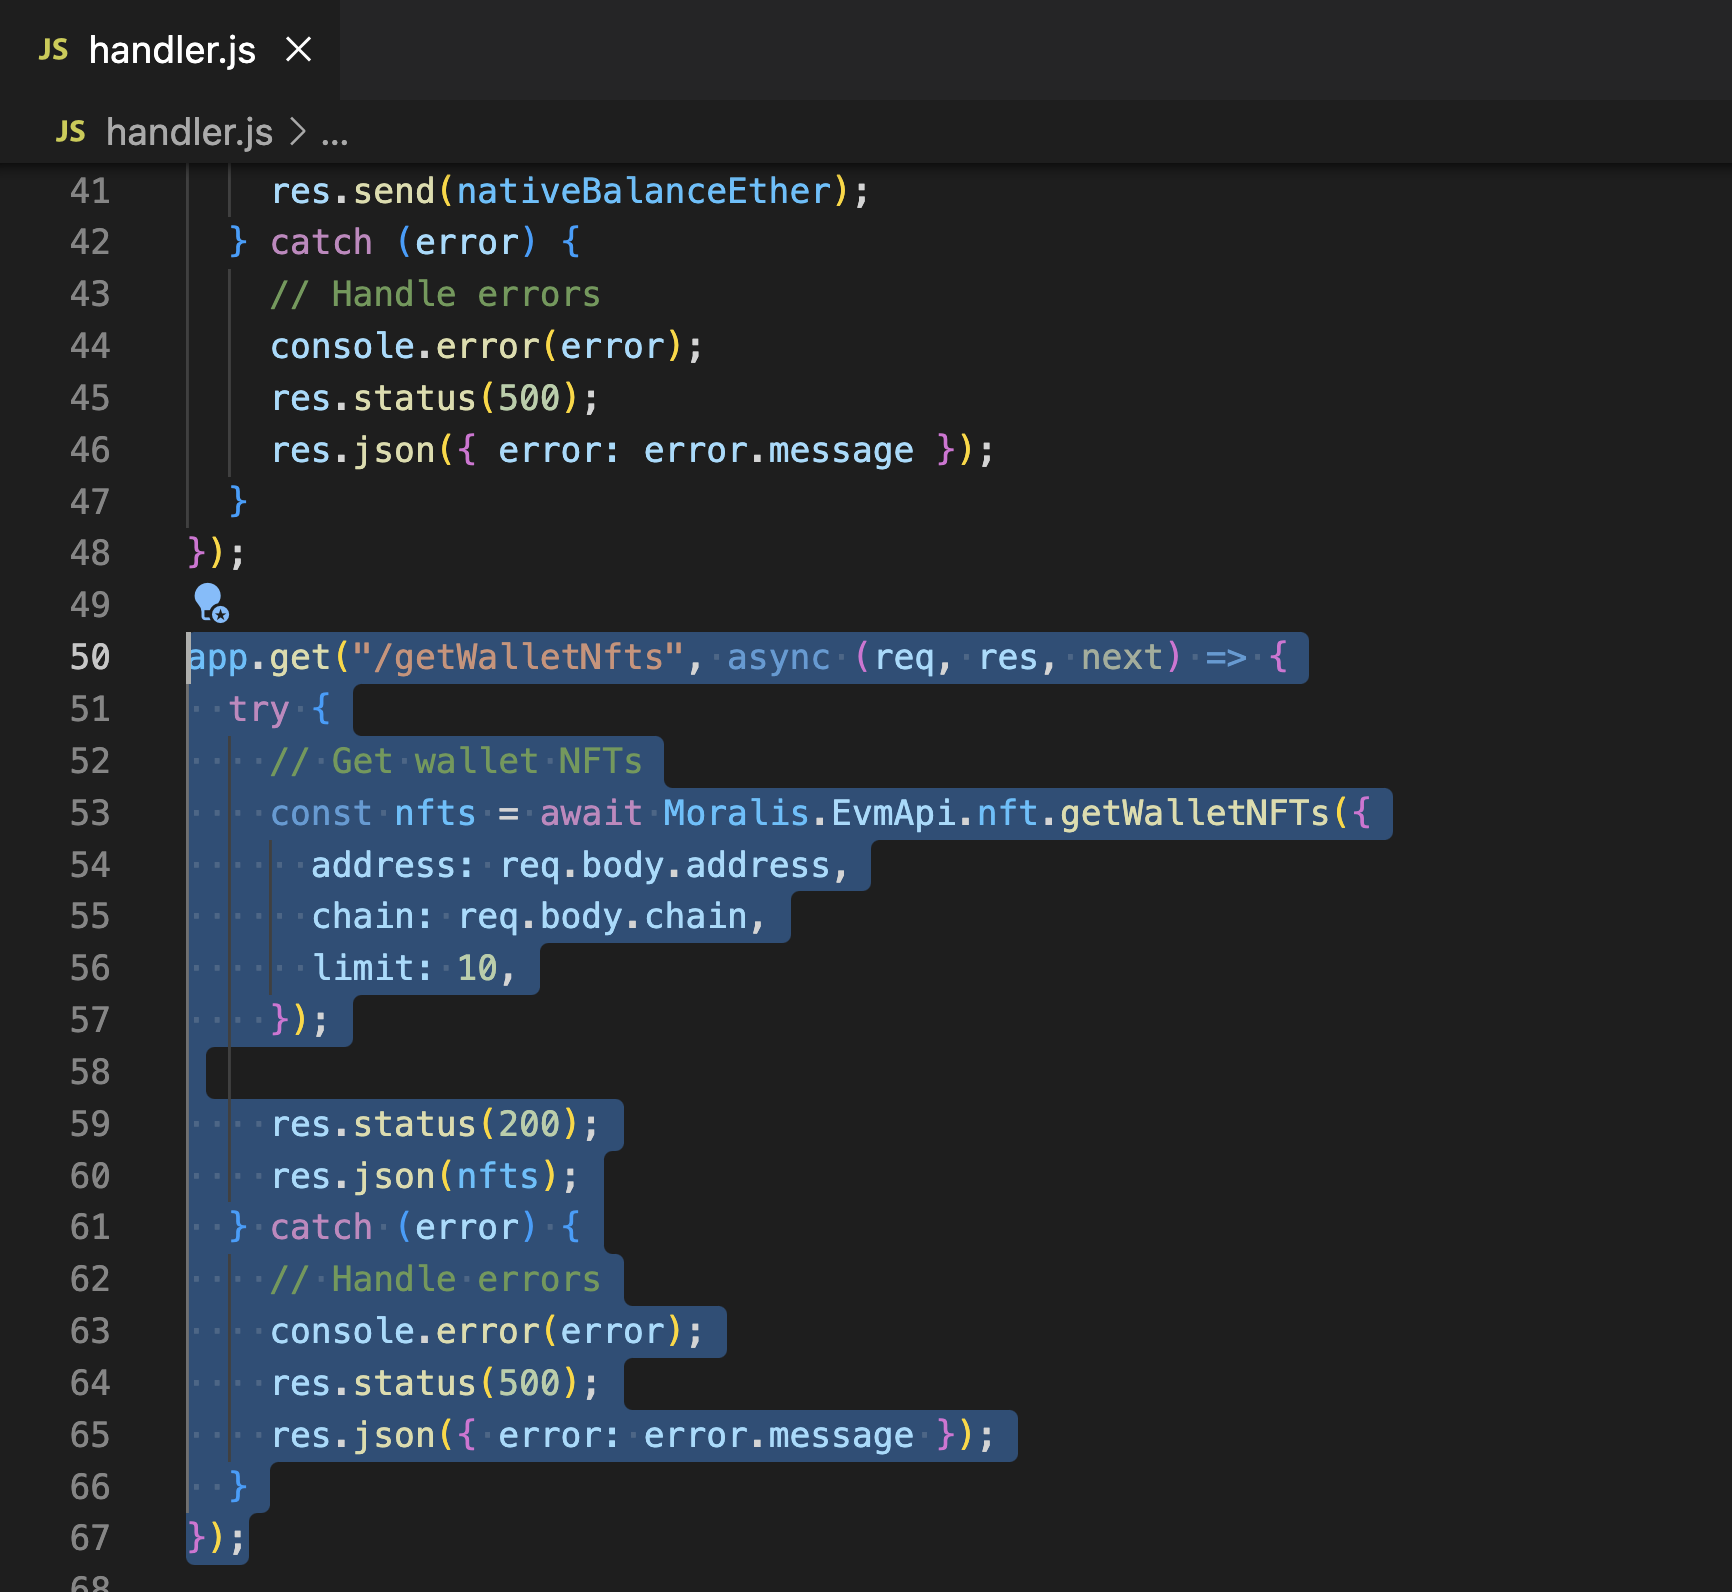 JS handler.js
JS handler.js > ...
41 res.send(nativeBalanceEther);
42 } catch (error) {
43 // Handle errors
44 console.error(error);
45 res.status(500);
46 res.json({ error: error.message });
47 }
48 });
49
50 app.get("/getWalletNfts", async (req, res, next) => {
51 try {
52 // Get wallet NFTs
53 const nfts = await Moralis.EvmApi.nft.getWalletNFTs({
54 address: req.body.address,
55 chain: req.body.chain,
56 limit: 10,
57 });
58
59 res.status(200);
60 res.json(nfts);
61 } catch (error) {
62 // Handle errors
63 console.error(error);
64 res.status(500);
65 res.json({ error: error.message });
66 }
67 });
68